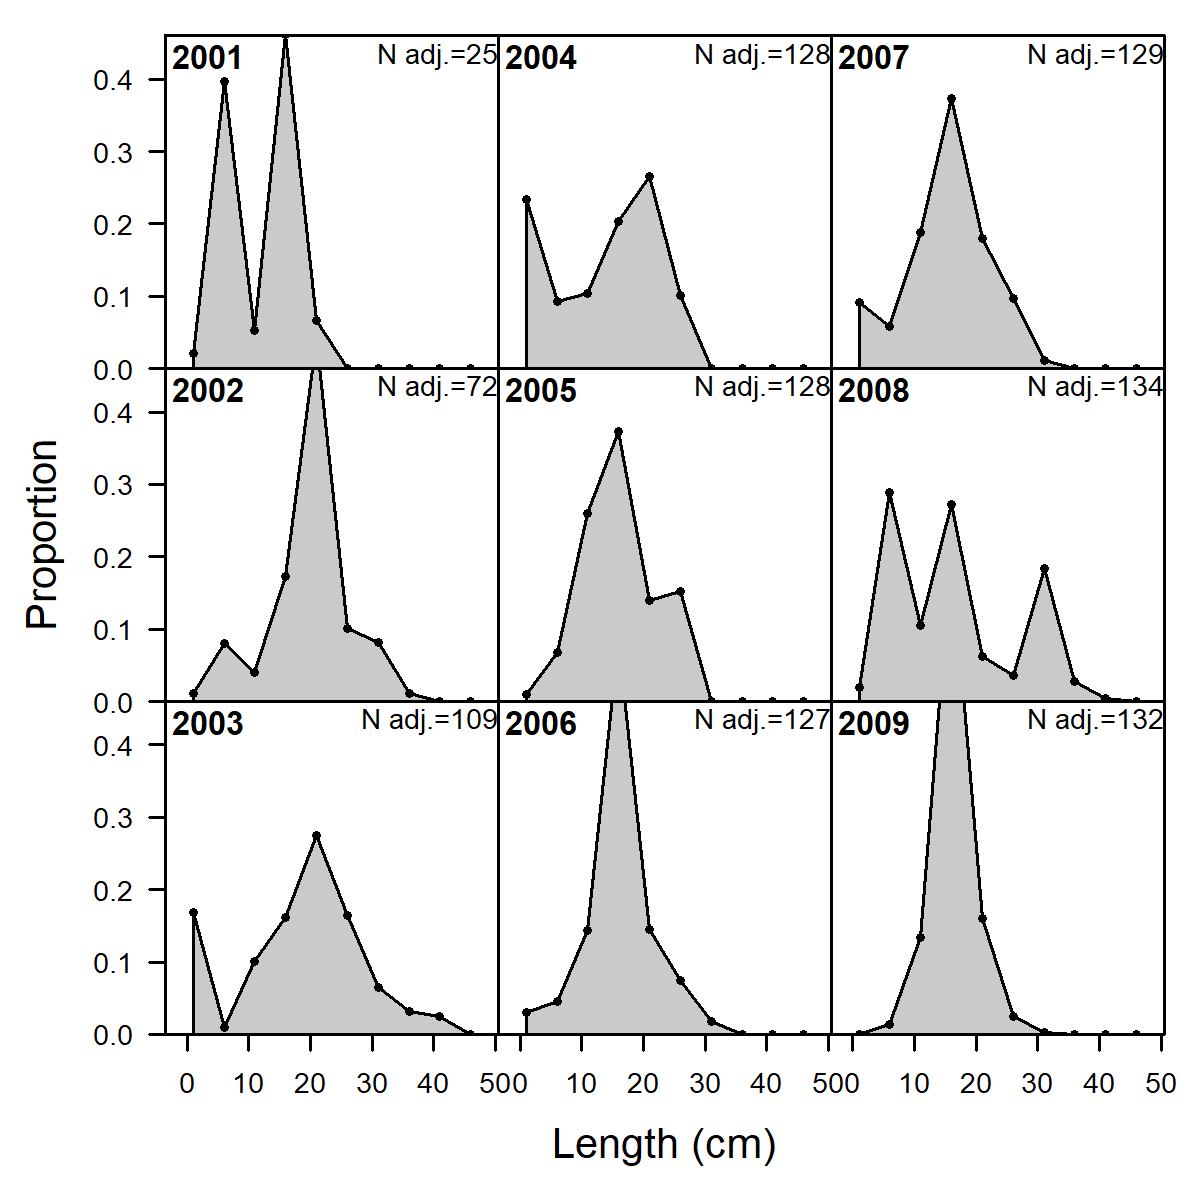 2001 N adj.=25 2004 N adj.=128 2007 N adj.=129
0.4
0.3
0.2
0.1
0.0
2002 N adj.=72 2005 N adj.=128 2008 N adj.=134
0.4
0.3
0.2
0.1
0.0
2003 N adj.=109 2006 N adj.=127 2009 N adj.=132
0.4
0.3
0.2
0.1
0.0
Proportion
0 10 20 30 40 500 10 20 30 40 500 10 20 30 40 50
Length (cm)